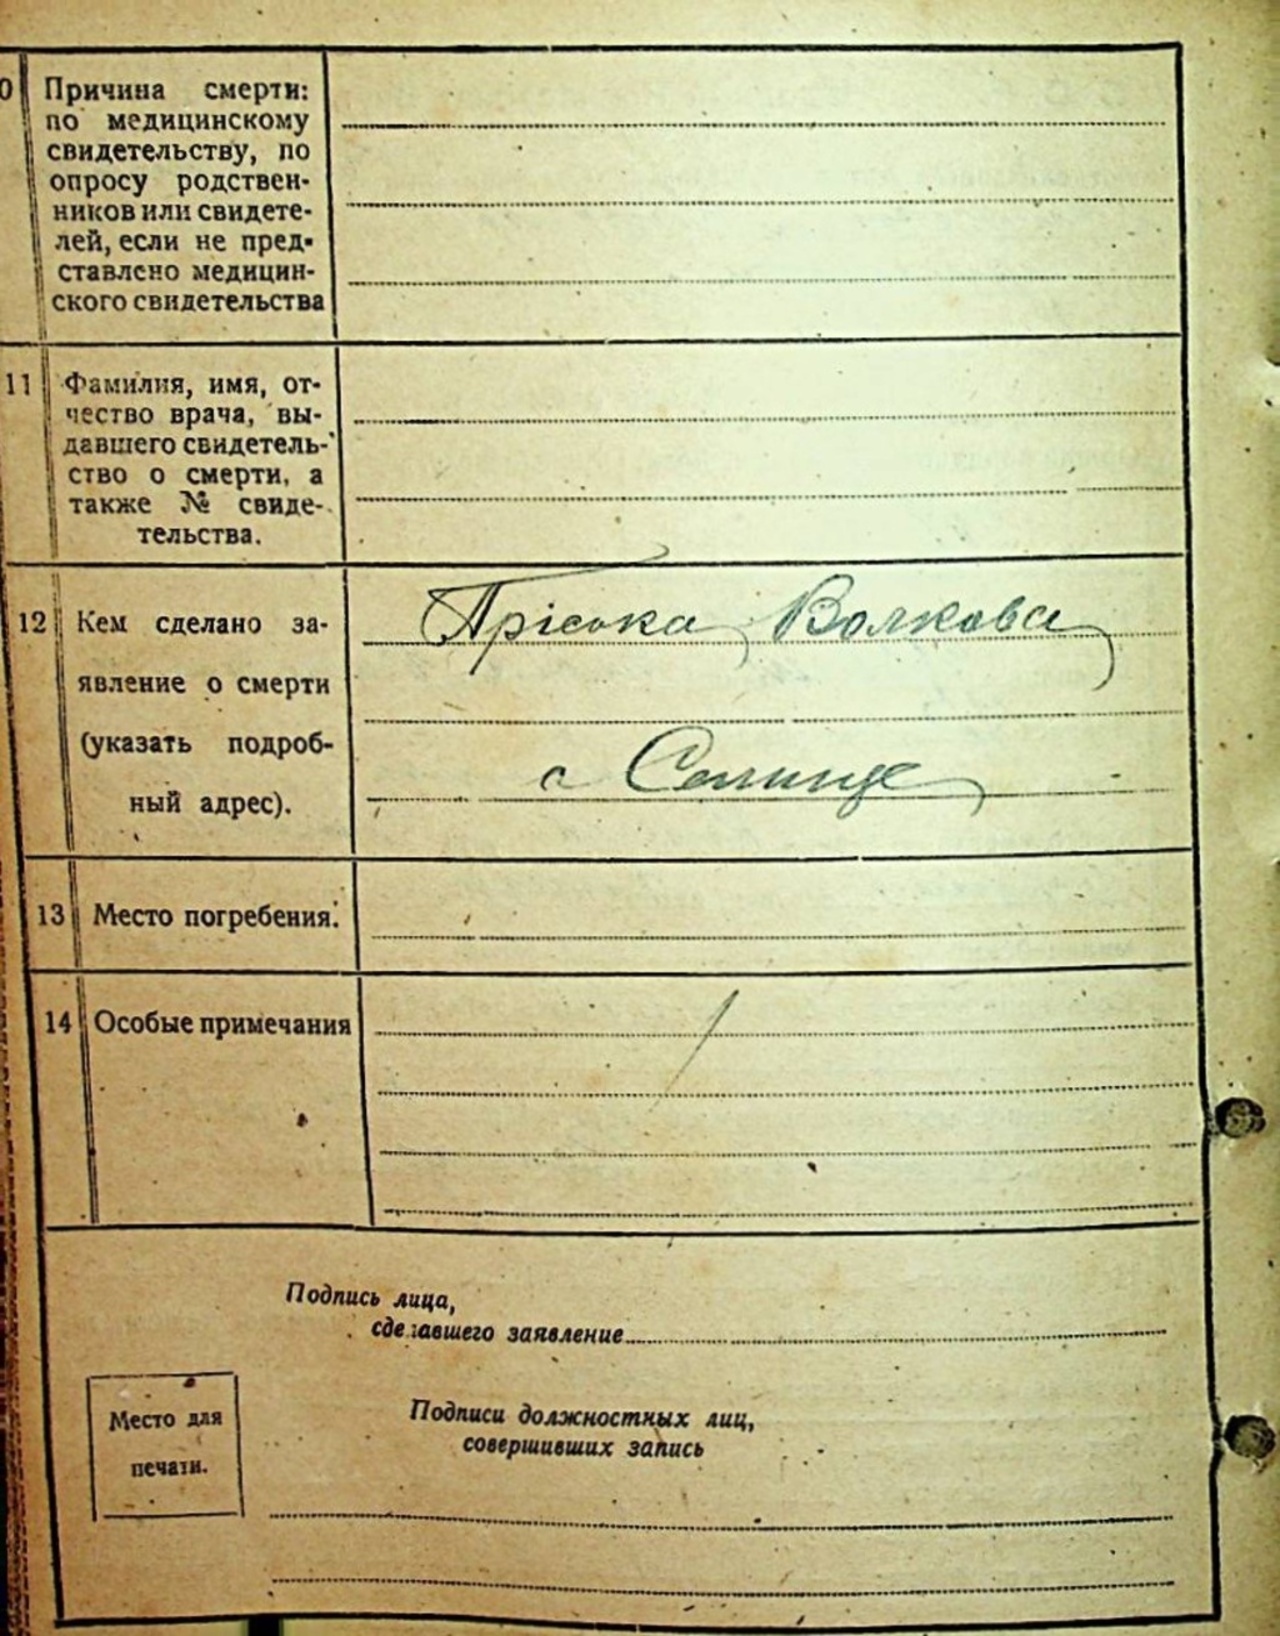 0 Причина смерти:
по медицинскому
свидетельству, по
опросу родствен-
ников или свидете-
лей, если не пред-
ставлено медицин-
ского свидетельства
11 Фамилия, имя, от-
чество врача, вы-
давшего свидетель-
ство о смерти, а
также № свиде-
тельства.
12 Кем сделано за-
явление о смерти
(указать подроб-
ный адрес).
Пріська Волкова
с Селище
13 Место погребения.
14 Особые примечания
Подпись лица,
сделавшего заявление
Место для
печати.
Подписи должностных лиц,
совершивших запись